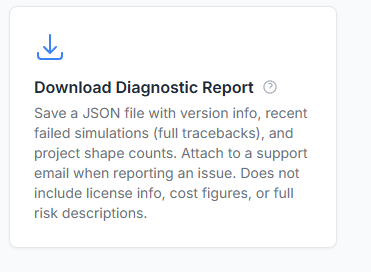 Download Diagnostic Report
Save a JSON file with version info, recent
failed simulations (full tracebacks), and
project shape counts. Attach to a support
email when reporting an issue. Does not
include license info, cost figures, or full
risk descriptions.